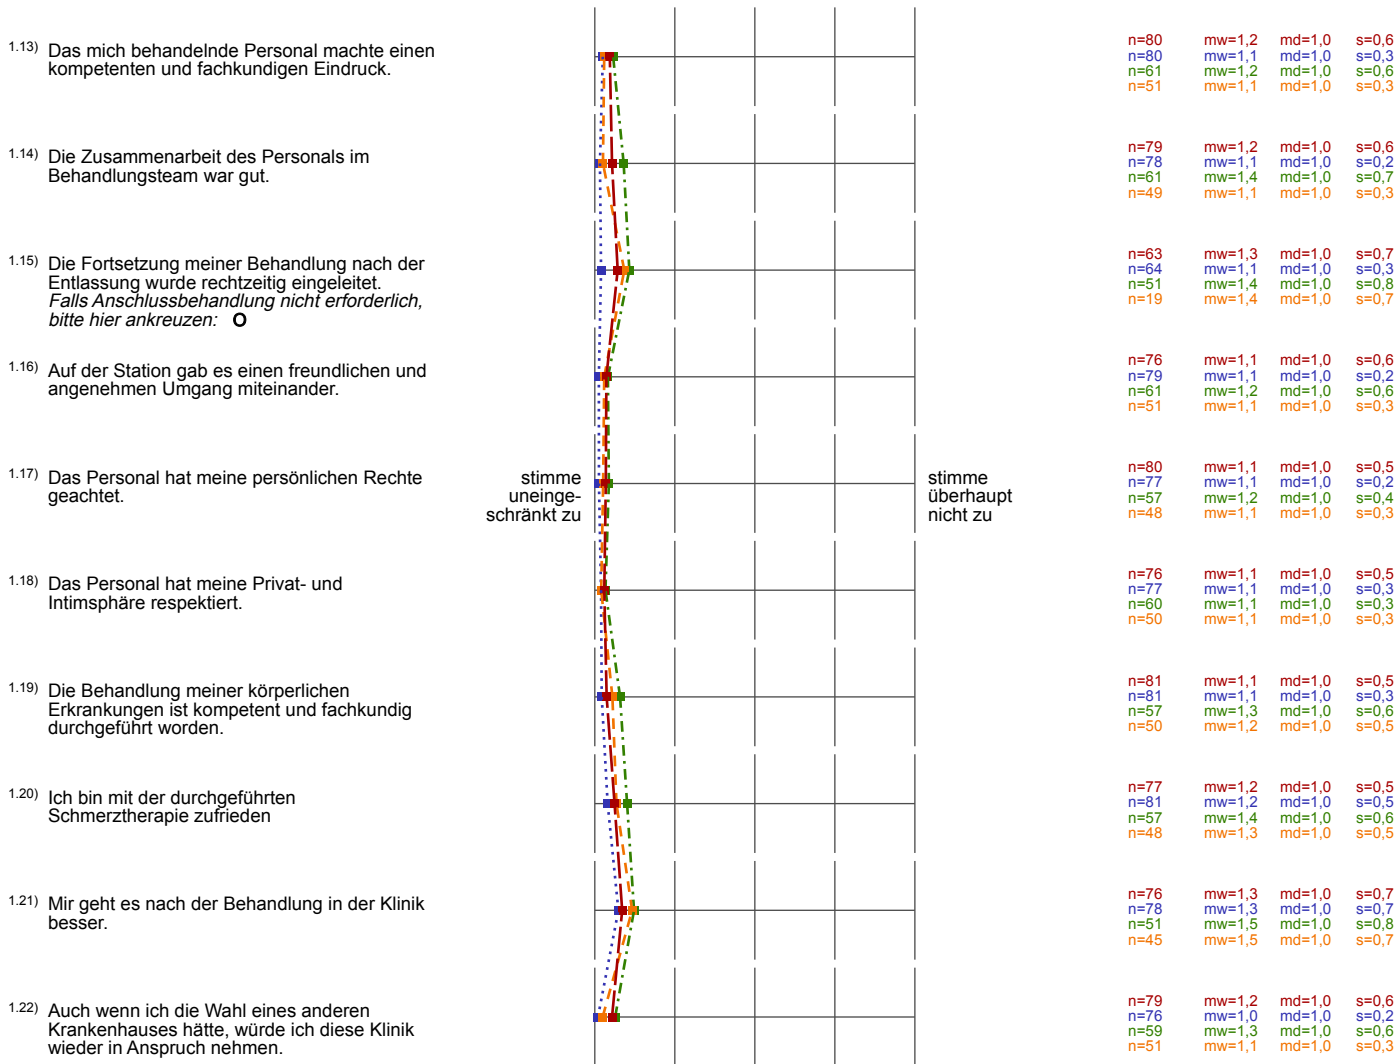 1.13) Das mich behandelnde Personal machte einen
kompetenten und fachkundigen Eindruck.
n=80 mw=1,2 md=1,0 s=0,6
n=80 mw=1,1 md=1,0 s=0,3
n=61 mw=1,2 md=1,0 s=0,6
n=51 mw=1,1 md=1,0 s=0,3
1.14) Die Zusammenarbeit des Personals im
Behandlungsteam war gut.
n=79 mw=1,2 md=1,0 s=0,6
n=78 mw=1,1 md=1,0 s=0,2
n=61 mw=1,4 md=1,0 s=0,7
n=49 mw=1,1 md=1,0 s=0,3
1.15) Die Fortsetzung meiner Behandlung nach der
Entlassung wurde rechtzeitig eingeleitet.
Falls Anschlussbehandlung nicht erforderlich,
bitte hier ankreuzen: O
n=63 mw=1,3 md=1,0 s=0,7
n=64 mw=1,1 md=1,0 s=0,3
n=51 mw=1,4 md=1,0 s=0,8
n=19 mw=1,4 md=1,0 s=0,7
1.16) Auf der Station gab es einen freundlichen und
angenehmen Umgang miteinander.
n=76 mw=1,1 md=1,0 s=0,6
n=79 mw=1,1 md=1,0 s=0,2
n=61 mw=1,2 md=1,0 s=0,6
n=51 mw=1,1 md=1,0 s=0,3
1.17) Das Personal hat meine persönlichen Rechte
geachtet.
stimme
uneinge-
schränkt zu
stimme
überhaupt
nicht zu
n=80 mw=1,1 md=1,0 s=0,5
n=77 mw=1,1 md=1,0 s=0,2
n=57 mw=1,2 md=1,0 s=0,4
n=48 mw=1,1 md=1,0 s=0,3
1.18) Das Personal hat meine Privat- und
Intimsphäre respektiert.
n=76 mw=1,1 md=1,0 s=0,5
n=77 mw=1,1 md=1,0 s=0,3
n=60 mw=1,1 md=1,0 s=0,3
n=50 mw=1,1 md=1,0 s=0,3
1.19) Die Behandlung meiner körperlichen
Erkrankungen ist kompetent und fachkundig
durchgeführt worden.
n=81 mw=1,1 md=1,0 s=0,5
n=81 mw=1,1 md=1,0 s=0,3
n=57 mw=1,3 md=1,0 s=0,6
n=50 mw=1,2 md=1,0 s=0,5
1.20) Ich bin mit der durchgeführten
Schmerztherapie zufrieden
n=77 mw=1,2 md=1,0 s=0,5
n=81 mw=1,2 md=1,0 s=0,5
n=57 mw=1,4 md=1,0 s=0,6
n=48 mw=1,3 md=1,0 s=0,5
1.21) Mir geht es nach der Behandlung in der Klinik
besser.
n=76 mw=1,3 md=1,0 s=0,7
n=78 mw=1,3 md=1,0 s=0,7
n=51 mw=1,5 md=1,0 s=0,8
n=45 mw=1,5 md=1,0 s=0,7
1.22) Auch wenn ich die Wahl eines anderen
Krankenhauses hätte, würde ich diese Klinik
wieder in Anspruch nehmen.
n=79 mw=1,2 md=1,0 s=0,6
n=76 mw=1,0 md=1,0 s=0,2
n=59 mw=1,3 md=1,0 s=0,6
n=51 mw=1,1 md=1,0 s=0,3